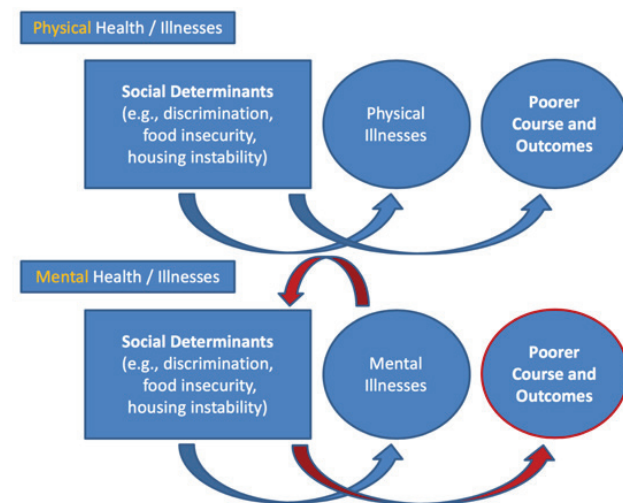 Physical Health / Illnesses
Social Determinants
(e.g., discrimination,
food insecurity,
housing instability)
Physical
Illnesses
Poorer
Course and
Outcomes
Mental Health / Illnesses
Social Determinants
(e.g., discrimination,
food insecurity,
housing instability)
Mental
Illnesses
Poorer
Course and
Outcomes